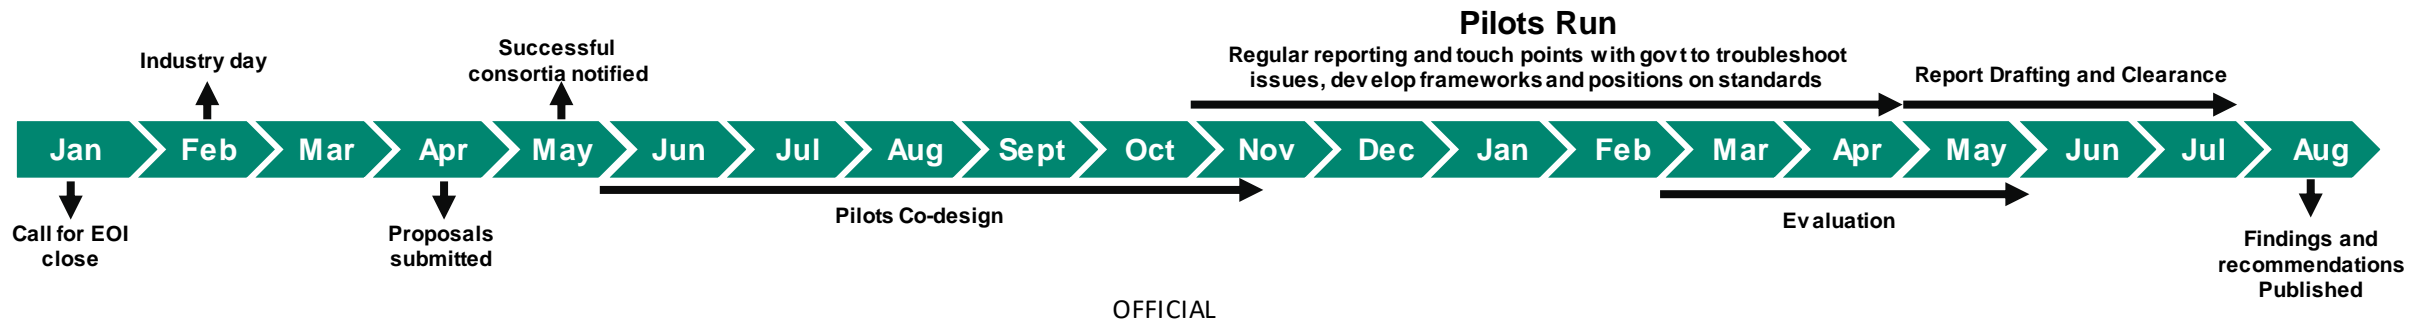 Pilots Run
Regular reporting and touch points with govt to troubleshoot
issues, develop frameworks and positions on standards
Industry day
Successful
consortia notified
Report Drafting and Clearance
Jan Feb Mar Apr May Jun Jul Aug Sept Oct Nov Dec Jan Feb Mar Apr May Jun Jul Aug
Call for EOI
close
Proposals
submitted
Pilots Co-design
Evaluation
Findings and
recommendations
Published
OFFICIAL